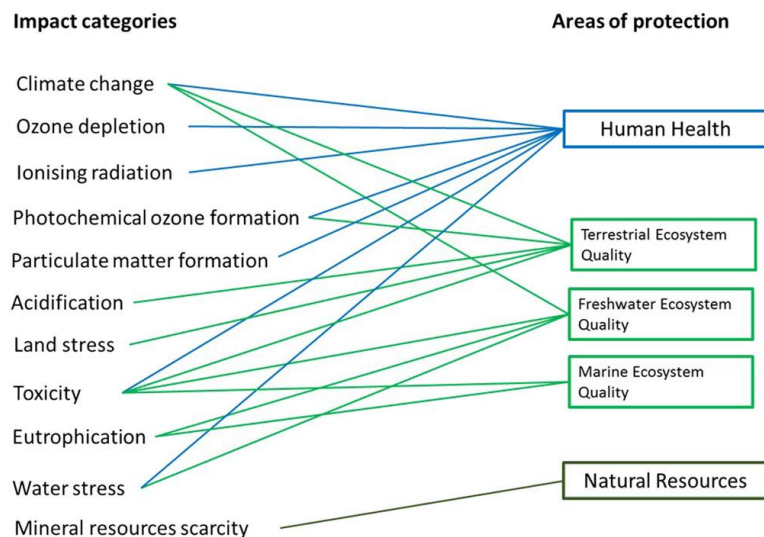 Impact categories
Areas of protection
Climate change
Ozone depletion
Human Health
Ionising radiation
Photochemical ozone formation
Terrestrial Ecosystem
Quality
Particulate matter formation
Acidification
Freshwater Ecosystem
Quality
Land stress
Toxicity
Marine Ecosystem
Quality
Eutrophication
Water stress
Natural Resources
Mineral resources scarcity